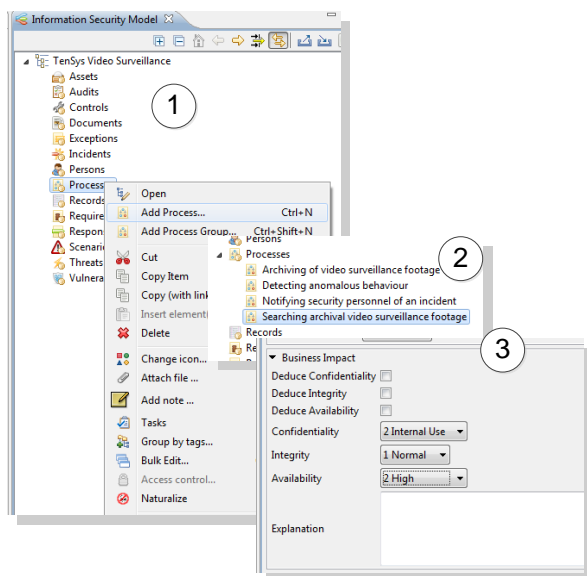 Information Security Model
TenSys Video Surveillance
Assets
Audits
Controls
Documents
Exceptions
Incidents
Persons
Process
Records
Require
Respon
Scenari
Threats
Vulnera
1
Open
Add Process... Ctrl+N
Add Process Group... Ctrl+Shift+N
Cut
Copy Item
Copy (with link
Insert element(
Delete
Change icon...
Attach file ...
Add note ...
Tasks
Group by tags...
Bulk Edit...
Access control...
Naturalize
2
Persons
Processes
Archiving of video surveillance footage
Detecting anomalous behaviour
Notifying security personnel of an incident
Searching archival video surveillance footage
Records
Re
3
Business Impact
Deduce Confidentiality
Deduce Integrity
Deduce Availability
Confidentiality 2 Internal Use
Integrity 1 Normal
Availability 2 High
Explanation